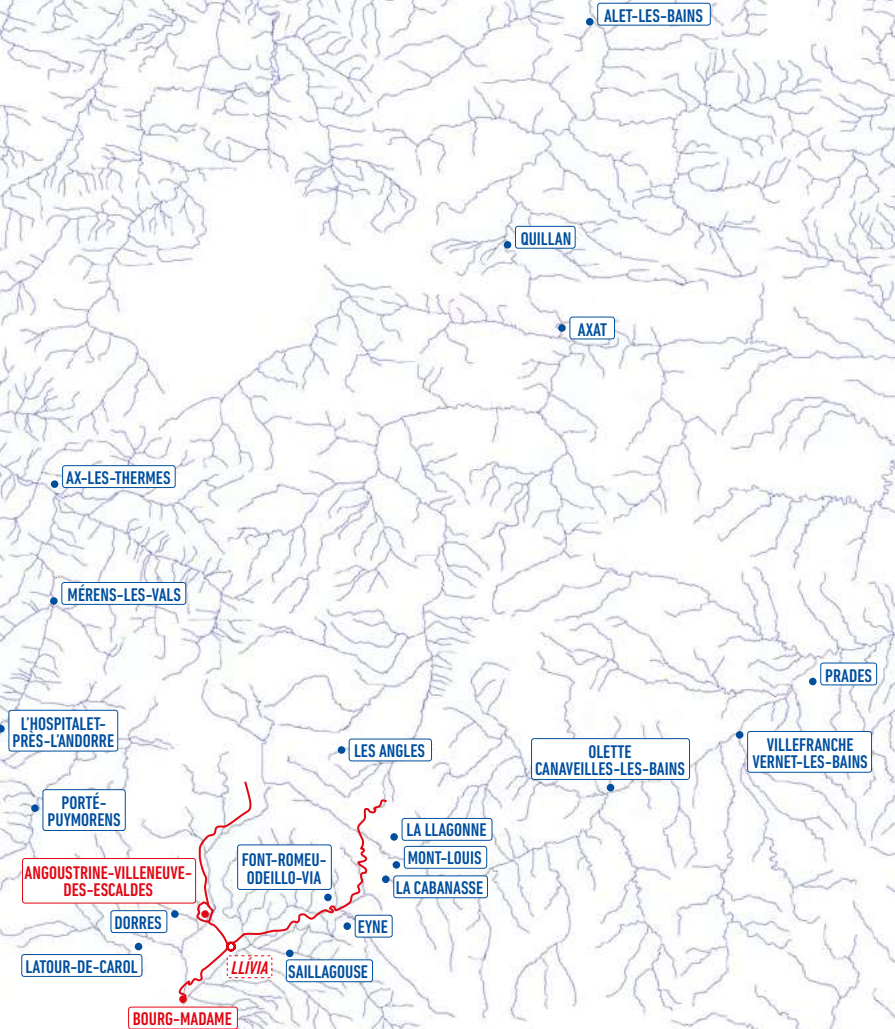 ALET-LES-BAINS
QUILLAN
AXAT
AX-LES-THERMES
MÉRENS-LES-VALS
PRADES
L'HOSPITALET-
PRÈS-L'ANDORRE
LES ANGLES
OLETTE
CANAVEILLES-LES-BAINS
VILLEFRANCHE
VERNET-LES-BAINS
PORTÉ-
PUYMORENS
LA LLAGONNE
MONT-LOUIS
LA CABANASSE
FONT-ROMEU-
ODEILLO-VIA
ANGOUSTRINE-VILLENEUVE-
DES-ESCALDES
DORRES
EYNE
LATOUR-DE-CAROL
LLÍVIA
SAILLAGOUSE
BOURG-MADAME